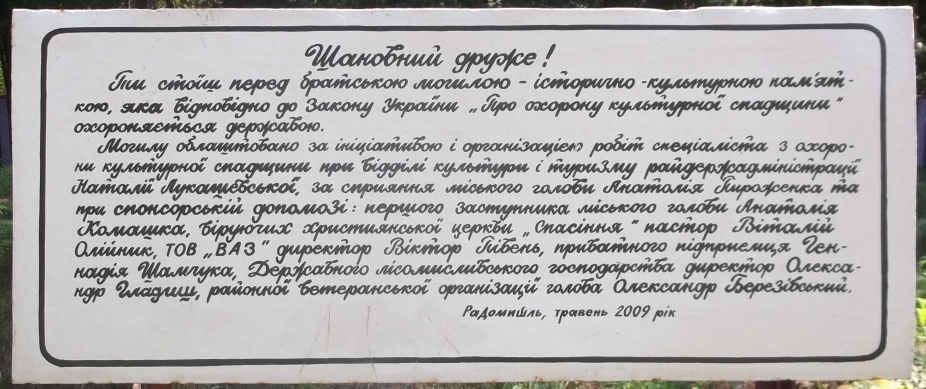 Шановний друже!
Ти стоїш перед братською могилою - історично-культурною пам'ят-
кою, яка відповідно до Закону України „Про охорону культурної спадщини"
охороняється державою.
Могилу облаштовано за ініціативою і організацією робіт спеціаліста з охоро-
ни культурної спадщини при відділі культури і туризму райдержадміністрації
Наталії Лукашевської, за сприяння міського голови Анатолія Пироженка та
при спонсорській допомозі: першого заступника міського голови Анатолія
Комашка, віруючих християнської церкви „Спасіння" пастор Віталій
Олійник, ТОВ „ВАЗ" директор Віктор Півень, приватного підприємця Ген-
надія Шамчука, Державного лісомисливського господарства директор Олекса-
ндр Гладиш, районної ветеранської організації голова Олександр Березівський.
Радомишль, травень 2009 рік